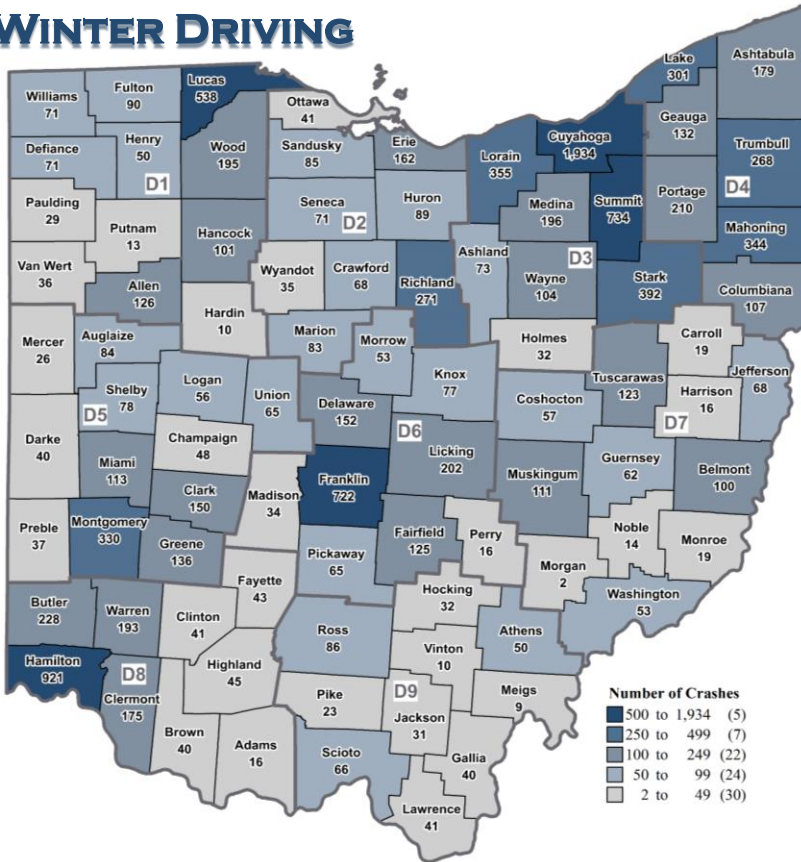 WINTER DRIVING
Williams
71
Fulton
90
Lucas
538
Ottawa
41
Lake
301
Ashtabula
179
Geauga
132
Cuyahoga
1,934
Defiance
71
Henry
50
D1
Wood
195
Sandusky
85
Erie
162
Lorain
355
Trumbull
268
D4
Paulding
29
Putnam
13
Hancock
101
Seneca
71
D2
Huron
89
Medina
196
Summit
734
Portage
210
Mahoning
344
Van Wert
36
Allen
126
Wyandot
35
Crawford
68
Richland
271
Ashland
73
Wayne
104
D3
Stark
392
Columbiana
107
Hardin
10
Mercer
26
Auglaize
84
Marion
83
Morrow
53
Holmes
32
Carroll
19
Jefferson
68
Shelby
78
D5
Logan
56
Union
65
Delaware
152
Knox
77
Coshocton
57
Tuscarawas
123
Harrison
16
D7
Darke
40
Champaign
48
D6
Licking
202
Miami
113
Clark
150
Madison
34
Franklin
722
Muskingum
111
Guernsey
62
Belmont
100
Preble
37
Montgomery
330
Greene
136
Fairfield
125
Perry
16
Noble
14
Monroe
19
Pickaway
65
Morgan
2
Fayette
43
Hocking
32
Washington
53
Butler
228
Warren
193
Clinton
41
Ross
86
Athens
50
Vinton
10
Hamilton
921
D8
Clermont
175
Highland
45
Pike
23
D9
Jackson
31
Meigs
9
Brown
40
Adams
16
Scioto
66
Gallia
40
Lawrence
41
Number of Crashes
500 to 1,934 (5)
250 to 499 (7)
100 to 249 (22)
50 to 99 (24)
2 to 49 (30)